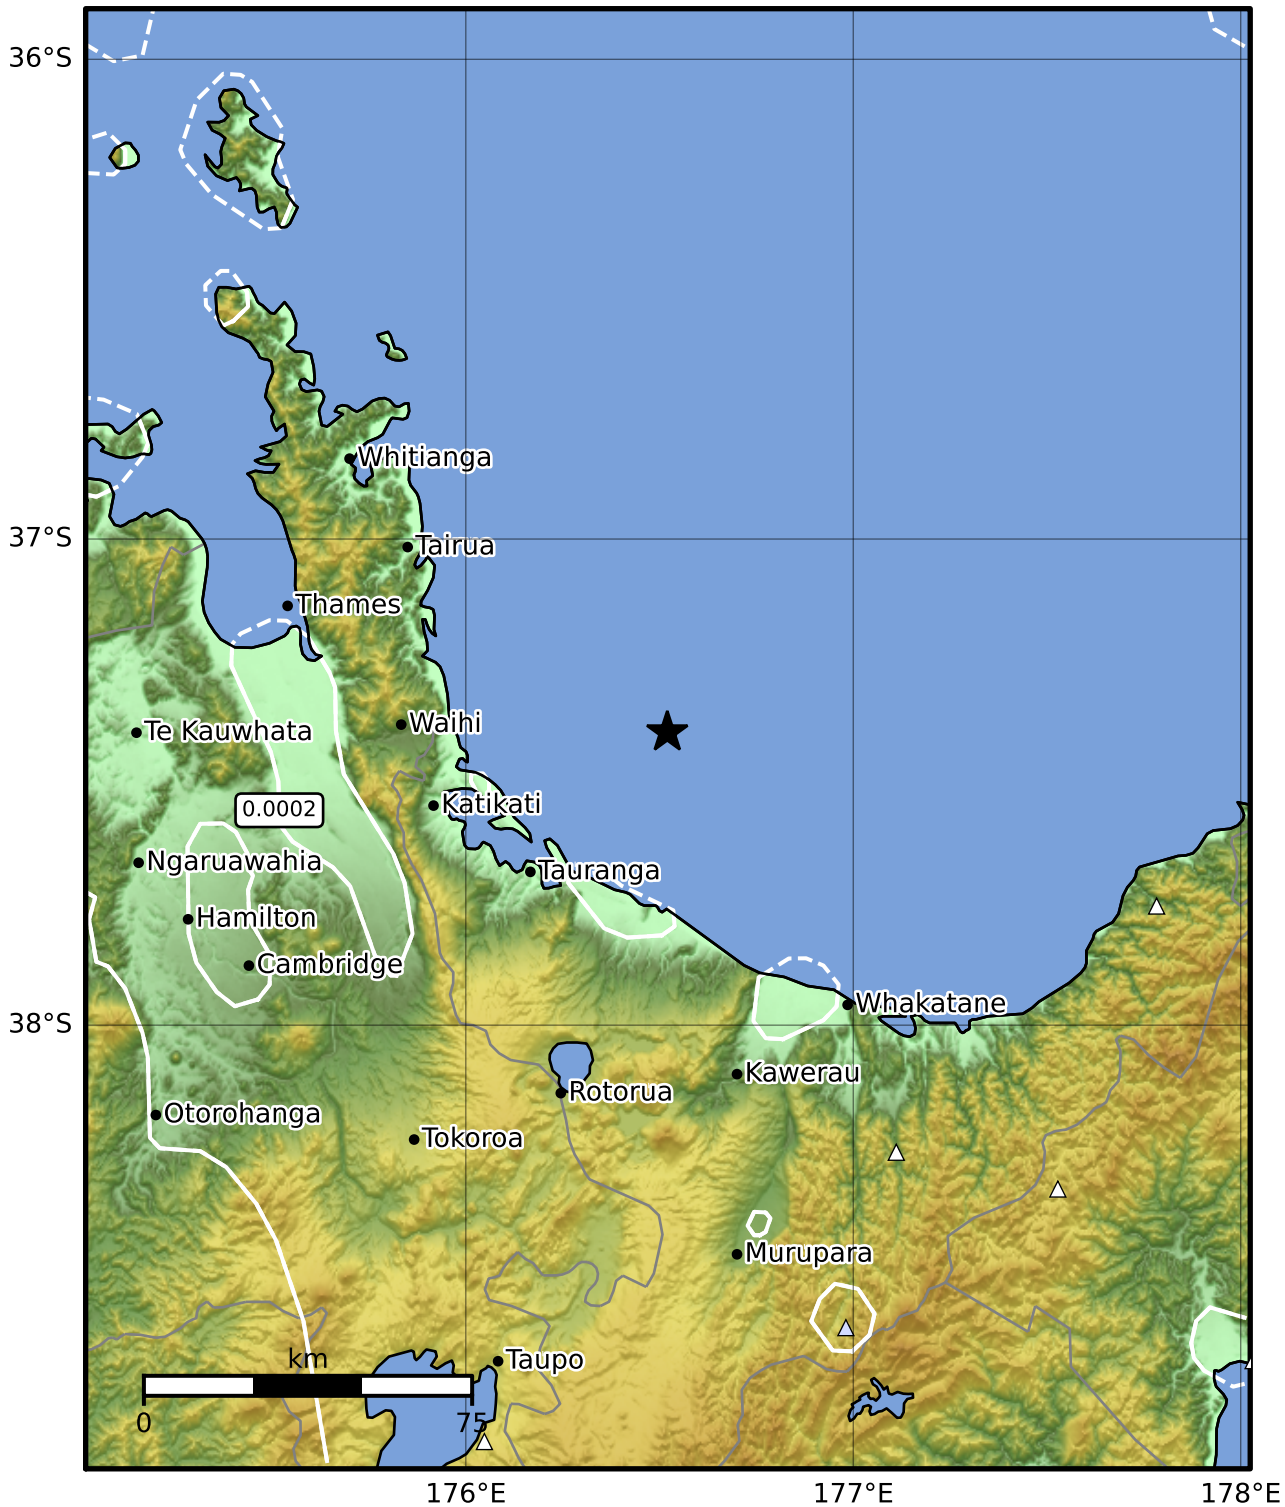 36°S
Whitianga
37°S
Tairua
Thames
Waihi
Te Kauwhata
Katikati
0.0002
Ngaruawahia
Tauranga
Hamilton
Cambridge
Whakatane
38°S
Kawerau
Rotorua
Otorohanga
Tokoroa
Murupara
km
Taupo
0
75
176°E
177°E
178°E